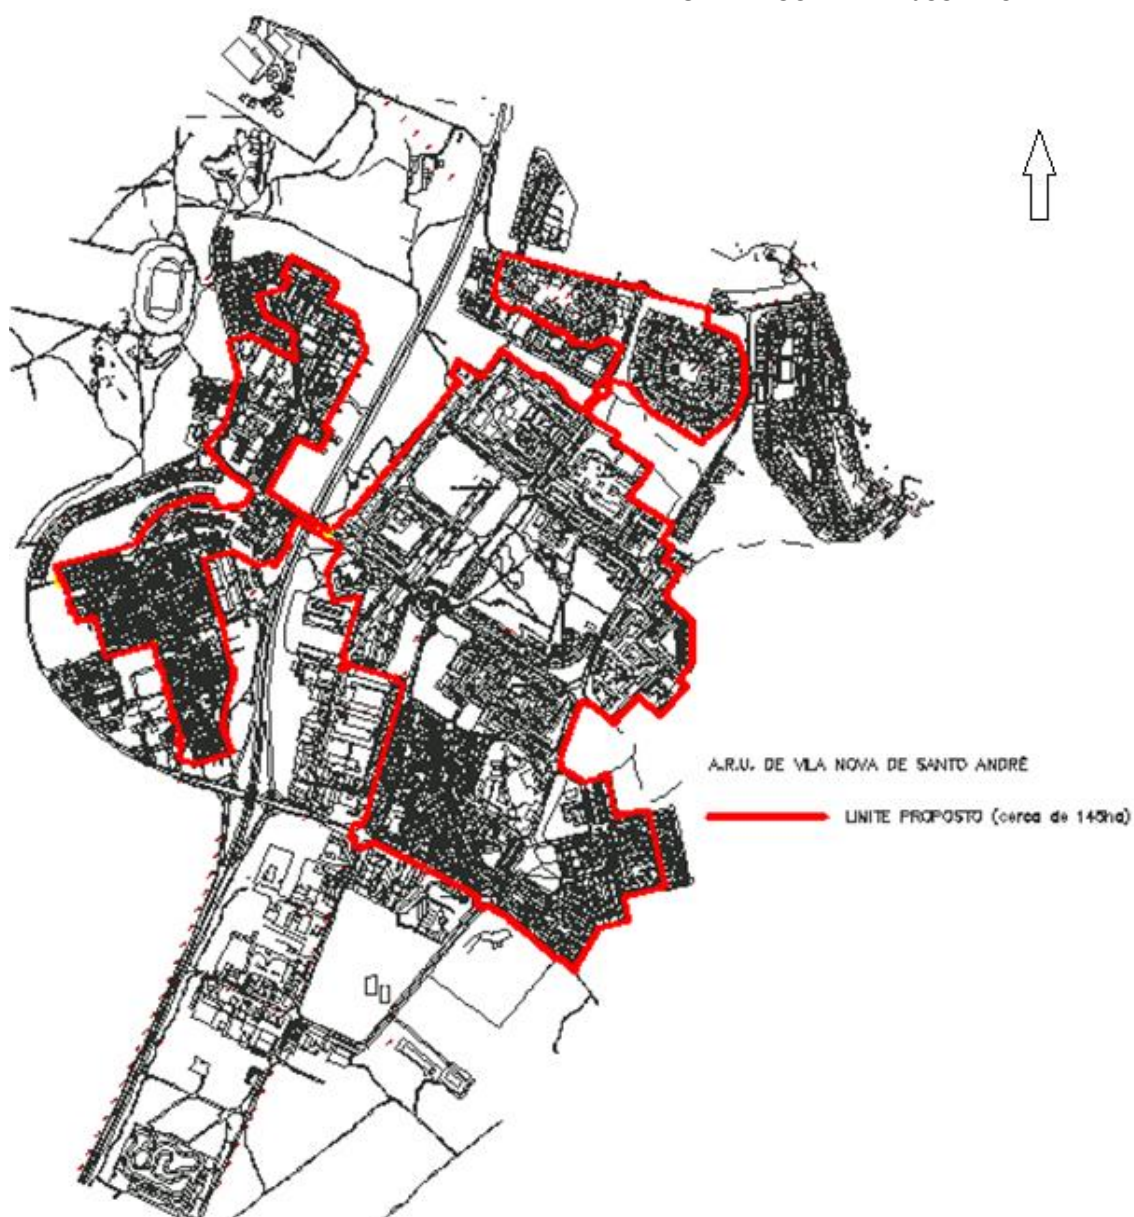 A.R.U. DE VILA NOVA DE SANTO ANDRÉ
LIMITE PROPOSTO (cerca de 145ha)